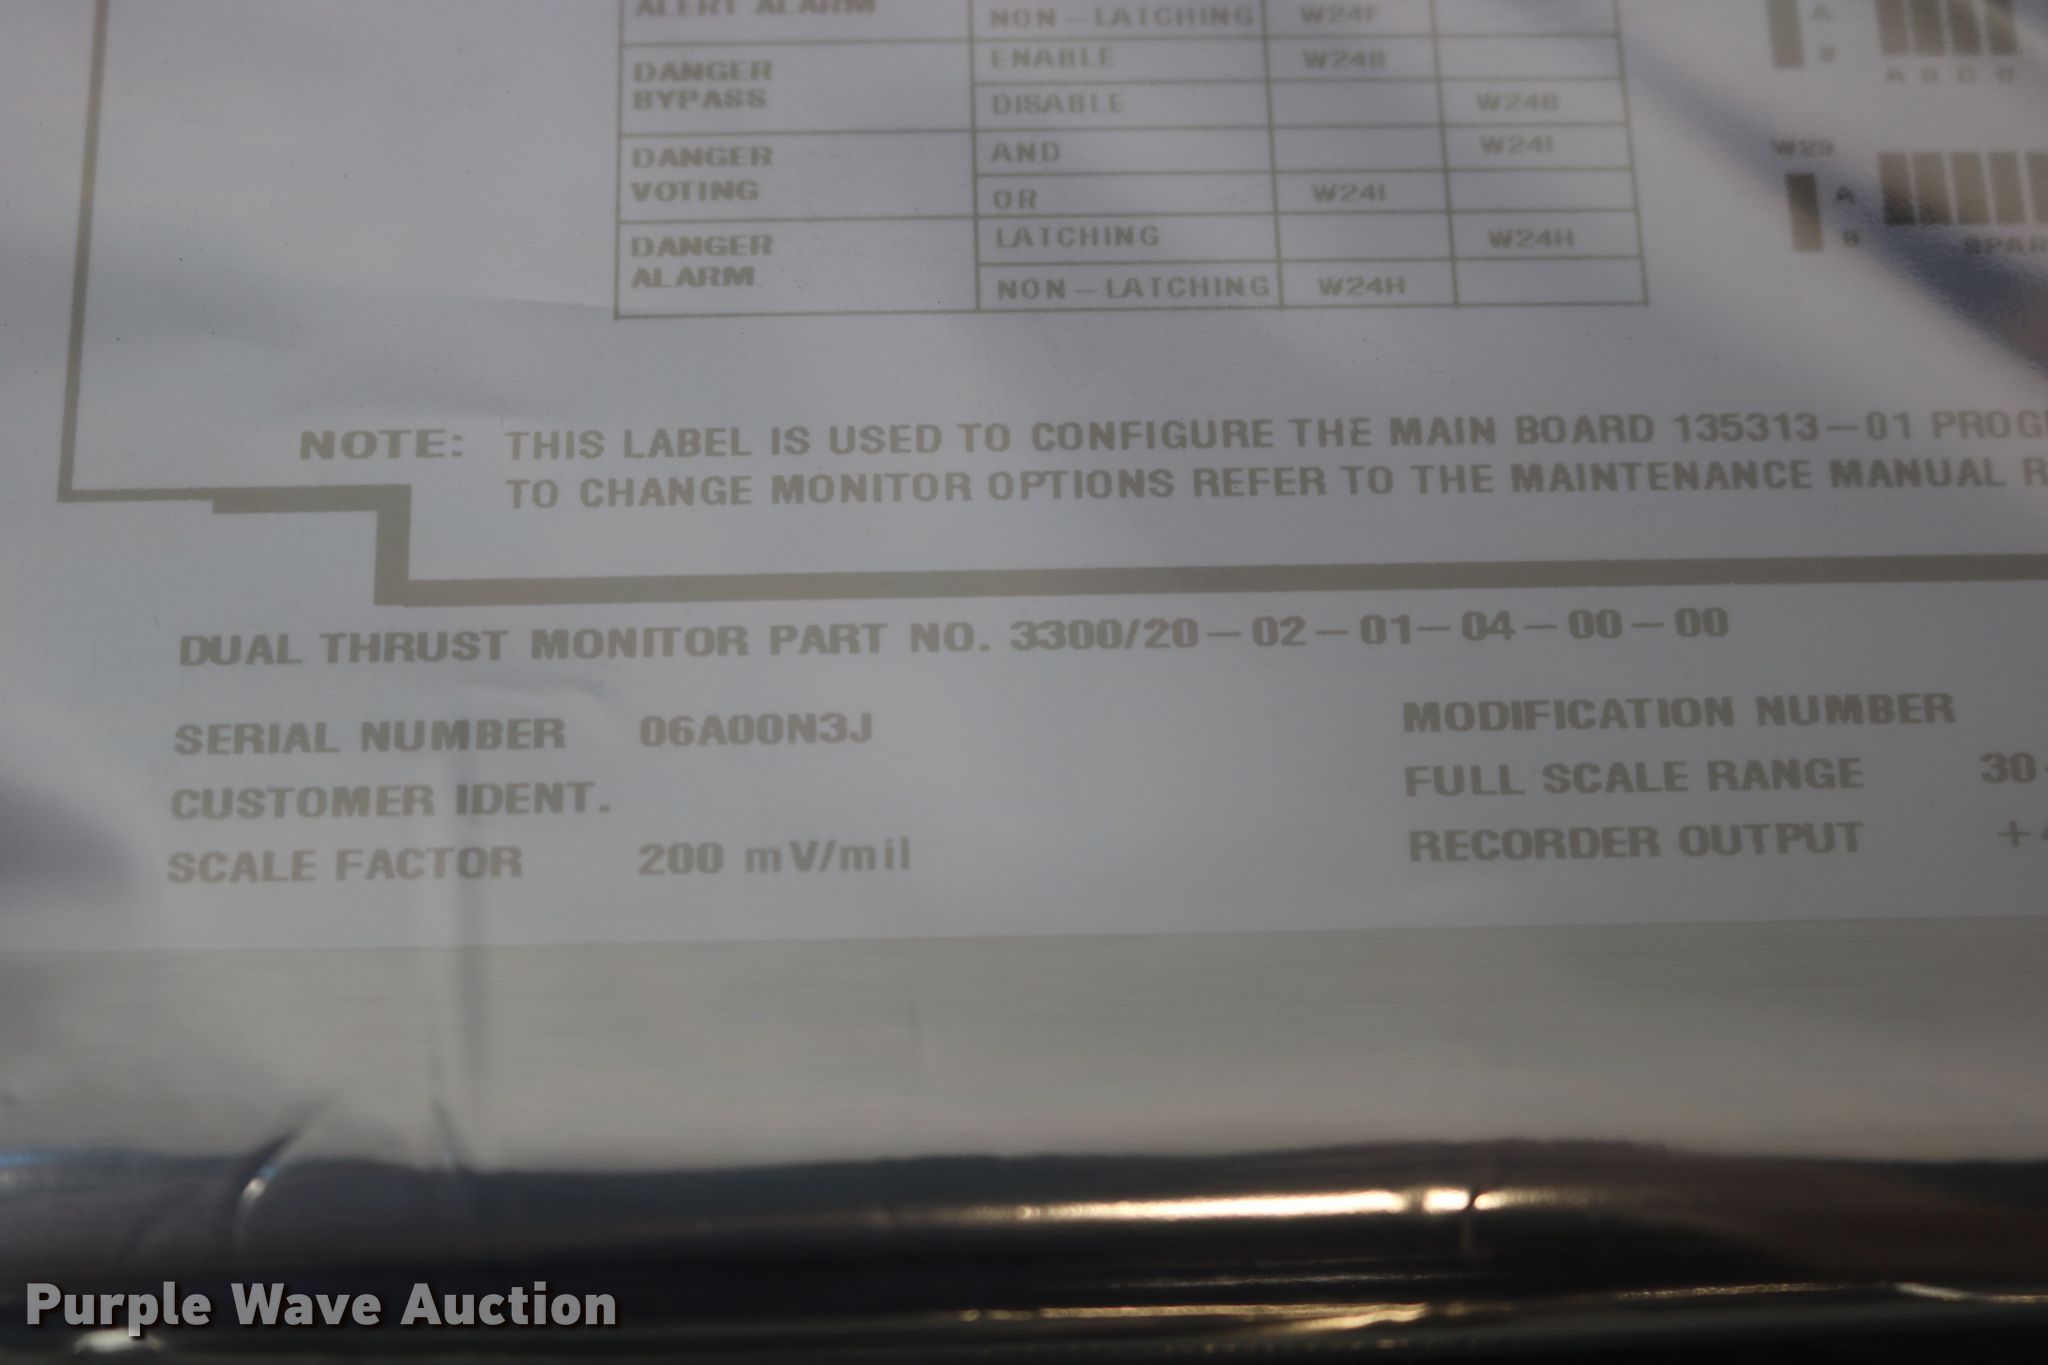 ALERT ALARM
NON-LATCHING W24F
DANGER BYPASS
ENABLE W24B
DISABLE W24B
DANGER VOTING
AND W24I
OR W24I
DANGER ALARM
LATCHING W24H
NON-LATCHING W24H
A
B
A B C D
W29
A
B
SPAR
NOTE: THIS LABEL IS USED TO CONFIGURE THE MAIN BOARD 135313-01 PROG
TO CHANGE MONITOR OPTIONS REFER TO THE MAINTENANCE MANUAL R
DUAL THRUST MONITOR PART NO. 3300/20-02-01-04-00-00
SERIAL NUMBER 06A00N3J
CUSTOMER IDENT.
SCALE FACTOR 200 mV/mil
MODIFICATION NUMBER
FULL SCALE RANGE 30
RECORDER OUTPUT +
Purple Wave Auction